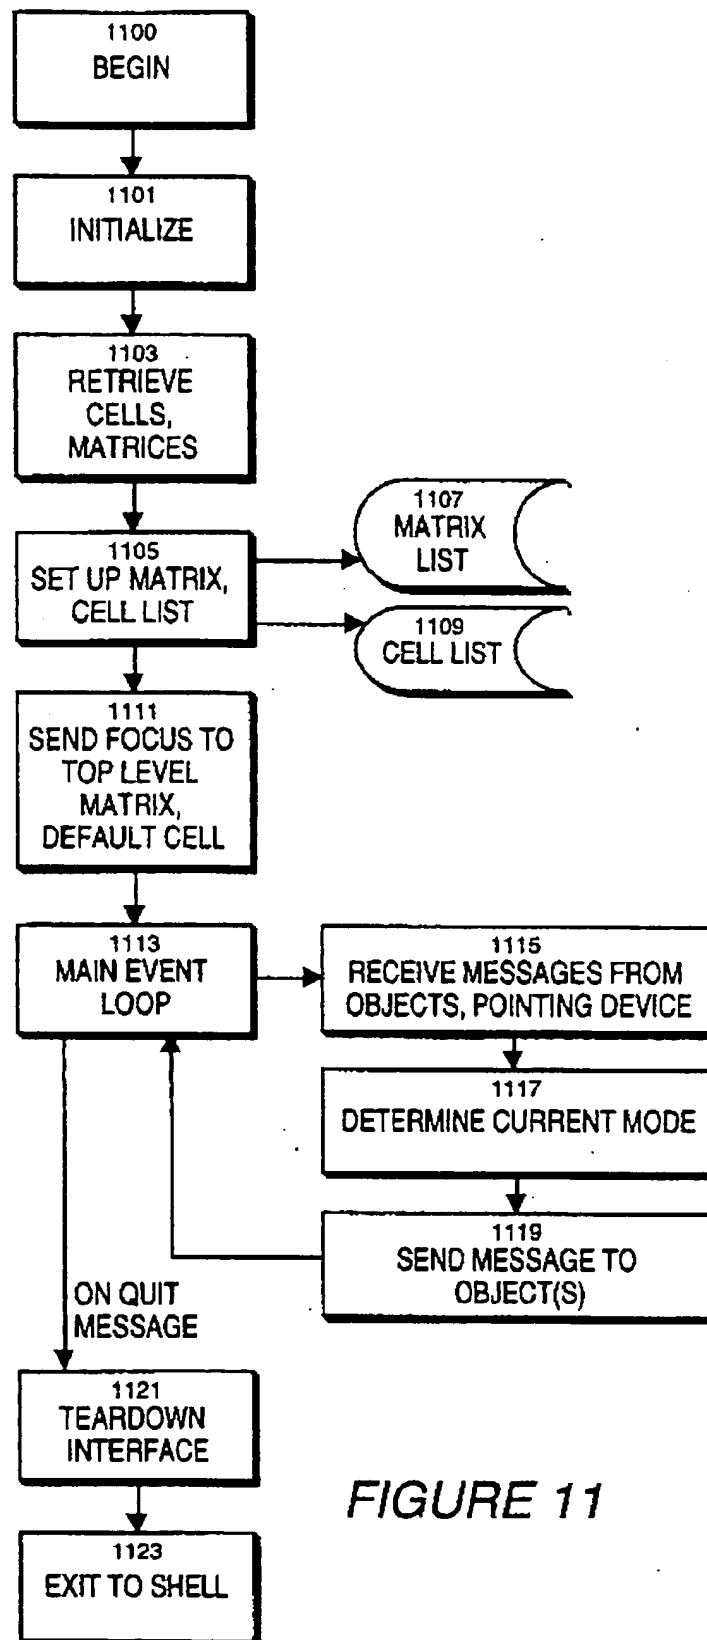 1100
BEGIN
1101
INITIALIZE
1103
RETRIEVE
CELLS,
MATRICES
1105
SET UP MATRIX,
CELL LIST
1107
MATRIX
LIST
1109
CELL LIST
1111
SEND FOCUS TO
TOP LEVEL
MATRIX,
DEFAULT CELL
1113
MAIN EVENT
LOOP
1115
RECEIVE MESSAGES FROM
OBJECTS, POINTING DEVICE
1117
DETERMINE CURRENT MODE
1119
SEND MESSAGE TO
OBJECT(S)
ON QUIT
MESSAGE
1121
TEARDOWN
INTERFACE
1123
EXIT TO SHELL
FIGURE 11